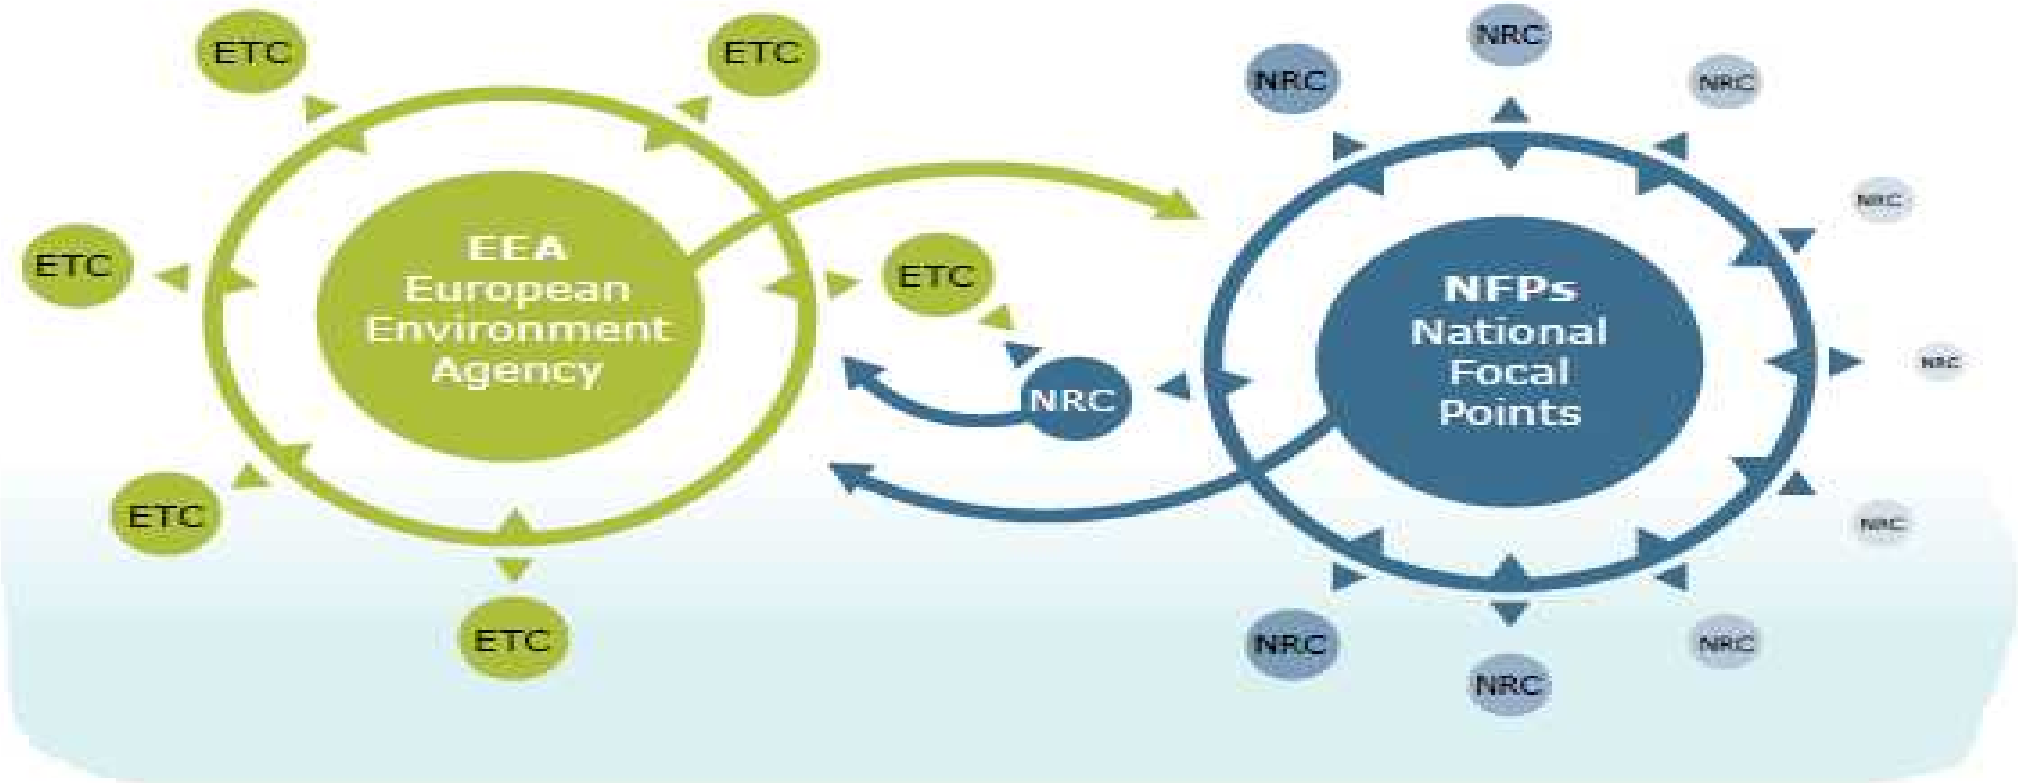 ETC
ETC
NRC
NRC
NRC
NRC
ETC
EEA
European
Environment
Agency
ETC
NRC
NFPs
National
Focal
Points
NRC
ETC
NRC
ETC
NRC
NRC
NRC
NRC